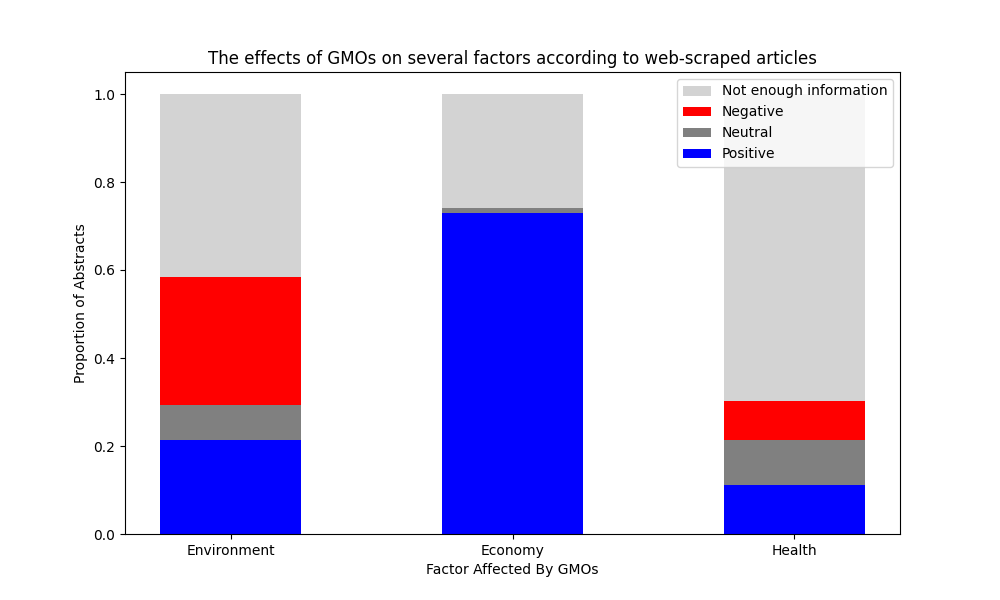 The effects of GMOs on several factors according to web-scraped articles
Not enough information
Negative
Neutral
Positive
1.0
0.8
0.6
0.4
0.2
0.0
Proportion of Abstracts
Environment
Economy
Health
Factor Affected By GMOs